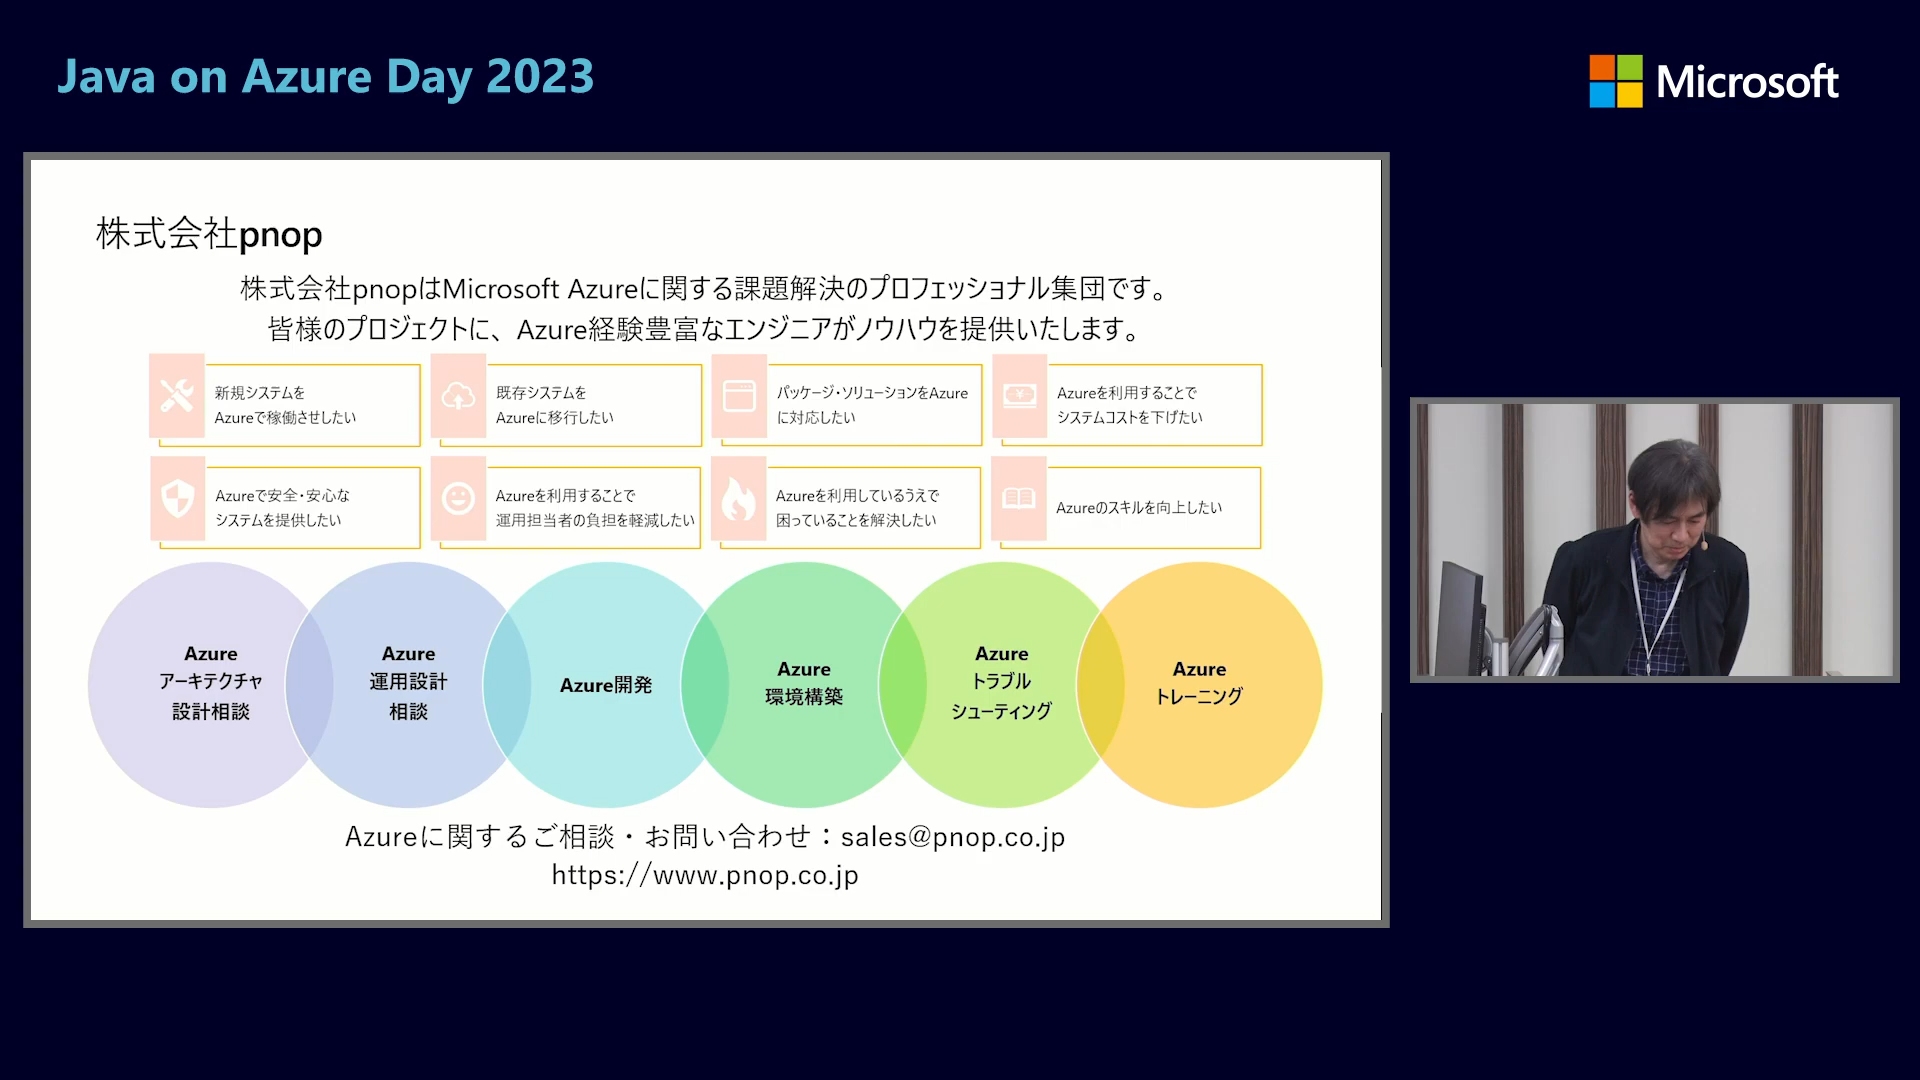 Java on Azure Day 2023
Microsoft
株式会社pnop
株式会社pnopはMicrosoft Azureに関する課題解決のプロフェッショナル集団です。
皆様のプロジェクトに、Azure経験豊富なエンジニアがノウハウを提供いたします。
新規システムを
Azureで稼働させしたい
既存システムを
Azureに移行したい
パッケージ・ソリューションをAzure
に対応したい
Azureを利用することで
システムコストを下げたい
Azureで安全・安心な
システムを提供したい
Azureを利用することで
運用担当者の負担を軽減したい
Azureを利用しているうえで
困っていることを解決したい
Azureのスキルを向上したい
Azure
アーキテクチャ
設計相談
Azure
運用設計
相談
Azure開発
Azure
環境構築
Azure
トラブル
シューティング
Azure
トレーニング
Azureに関するご相談・お問い合わせ：sales@pnop.co.jp
https://www.pnop.co.jp